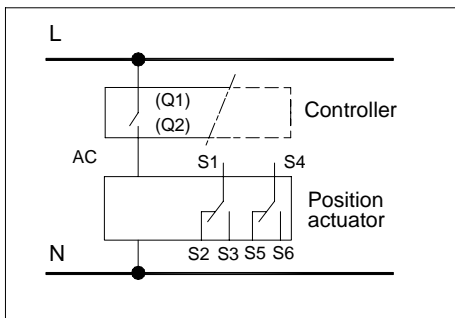 L
(Q1)
(Q2)
Controller
AC
S1 S4
Position
actuator
N
S2 S3 S5 S6